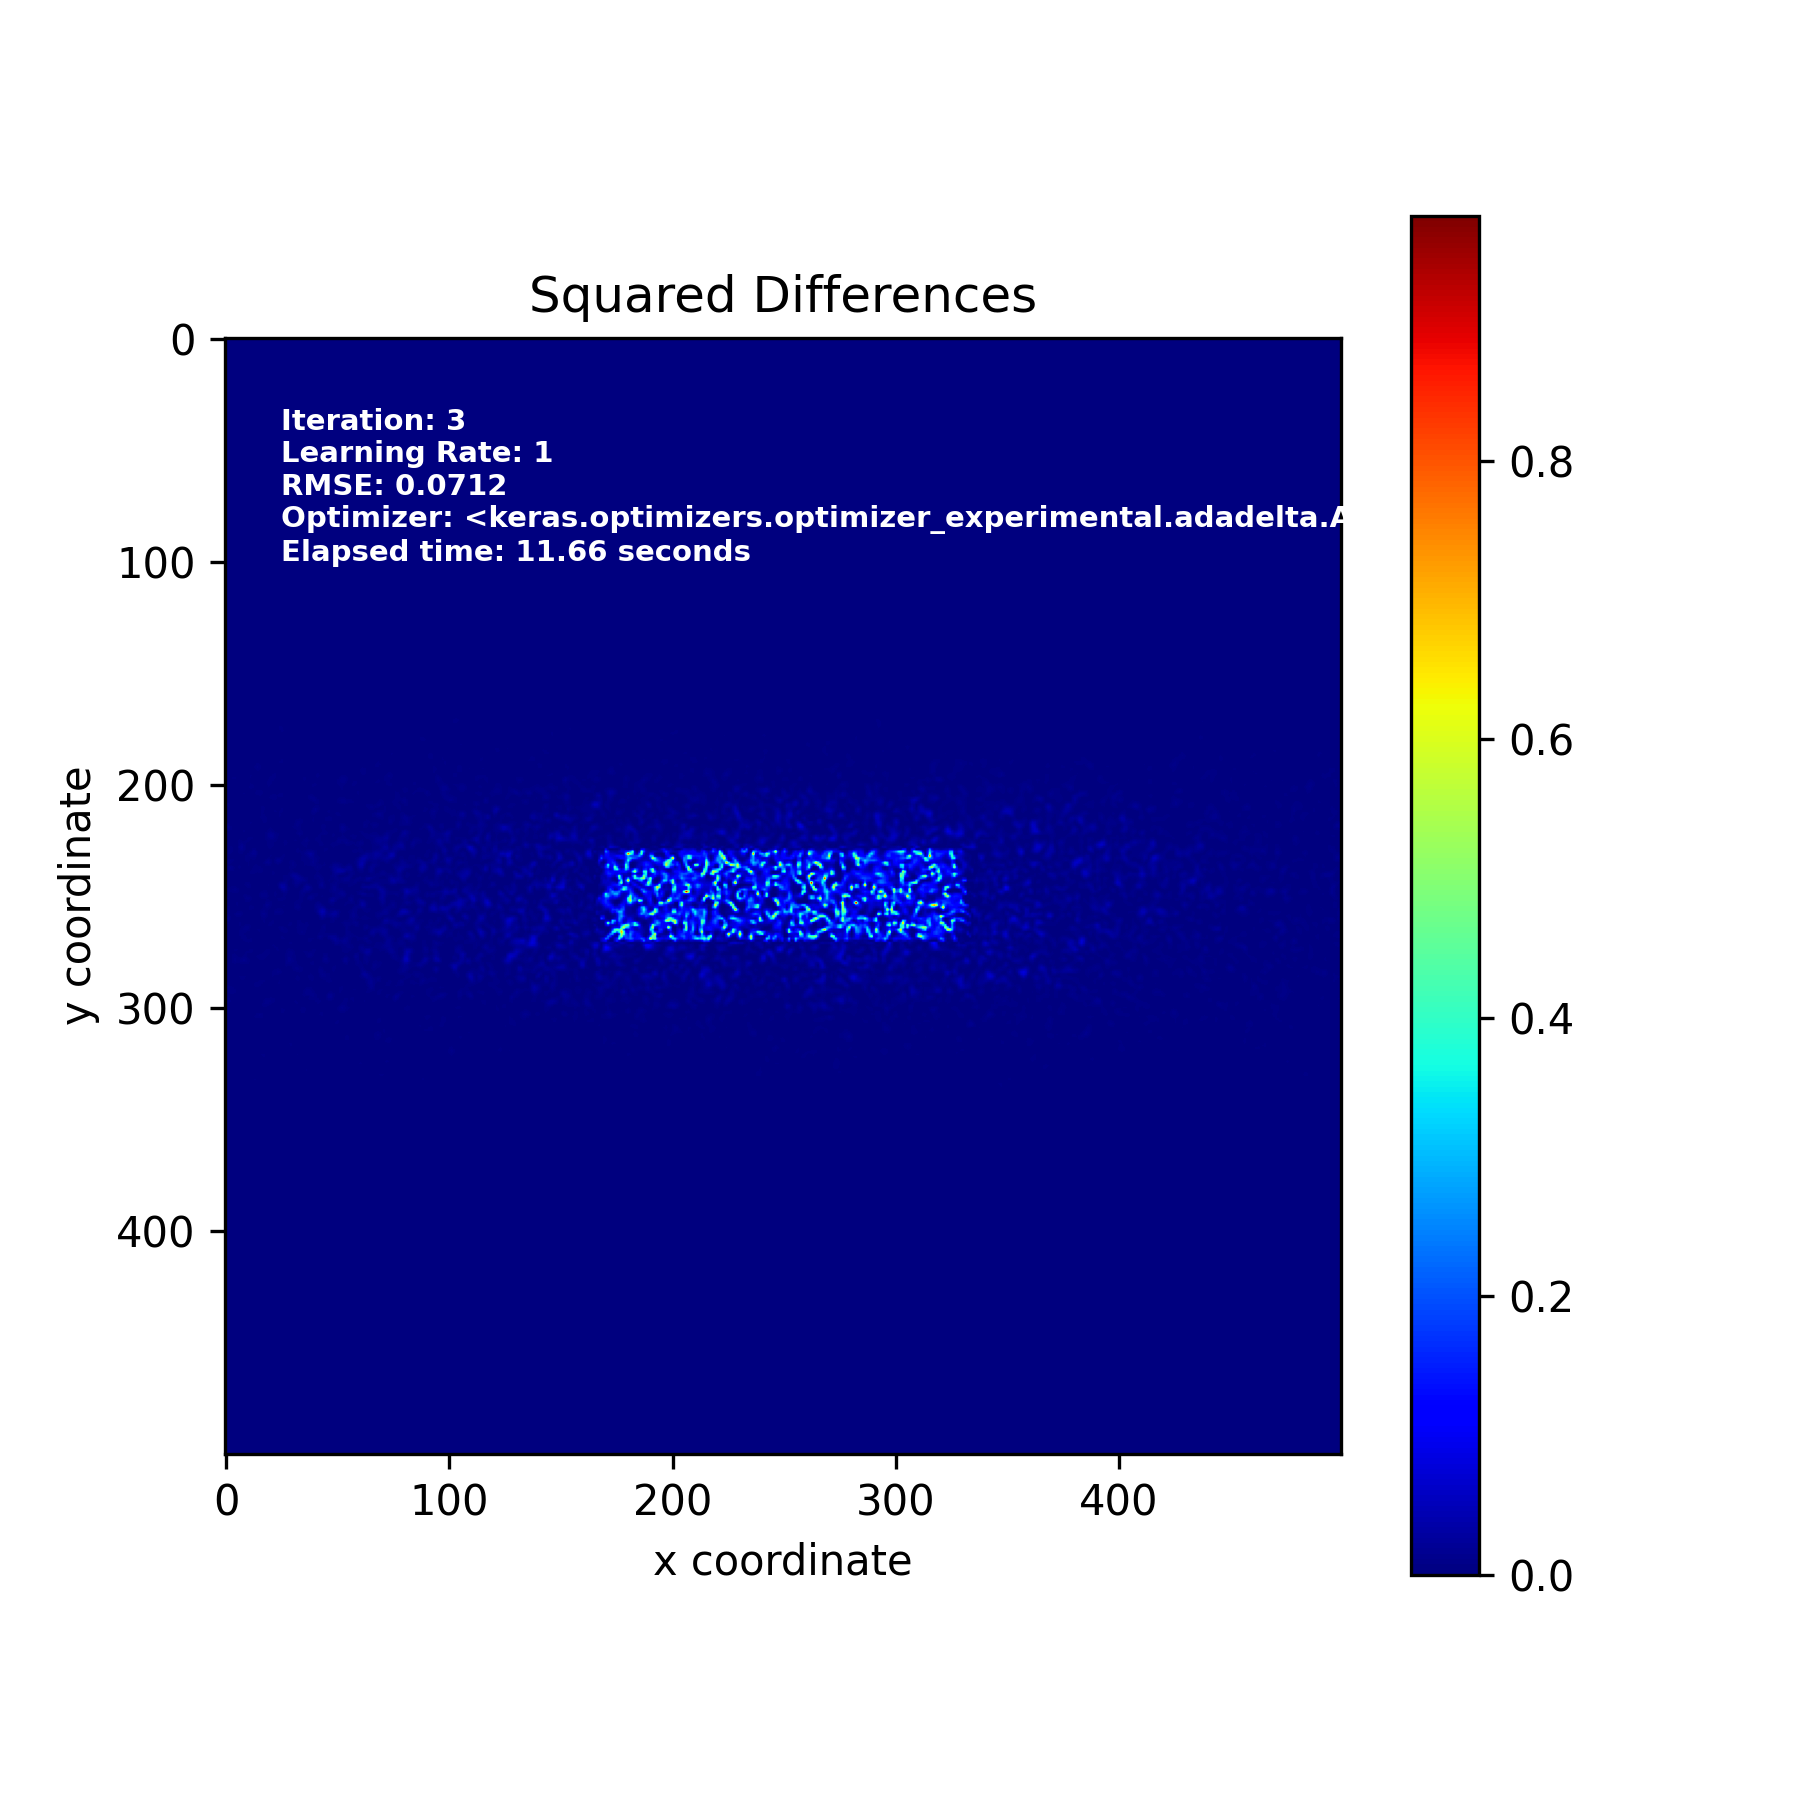 Squared Differences
Iteration: 3
Learning Rate: 1
RMSE: 0.0712
Optimizer: <keras.optimizers.optimizer_experimental.adadelta.A
Elapsed time: 11.66 seconds
0
100
200
300
400
y coordinate
0 100 200 300 400
x coordinate
0.8
0.6
0.4
0.2
0.0